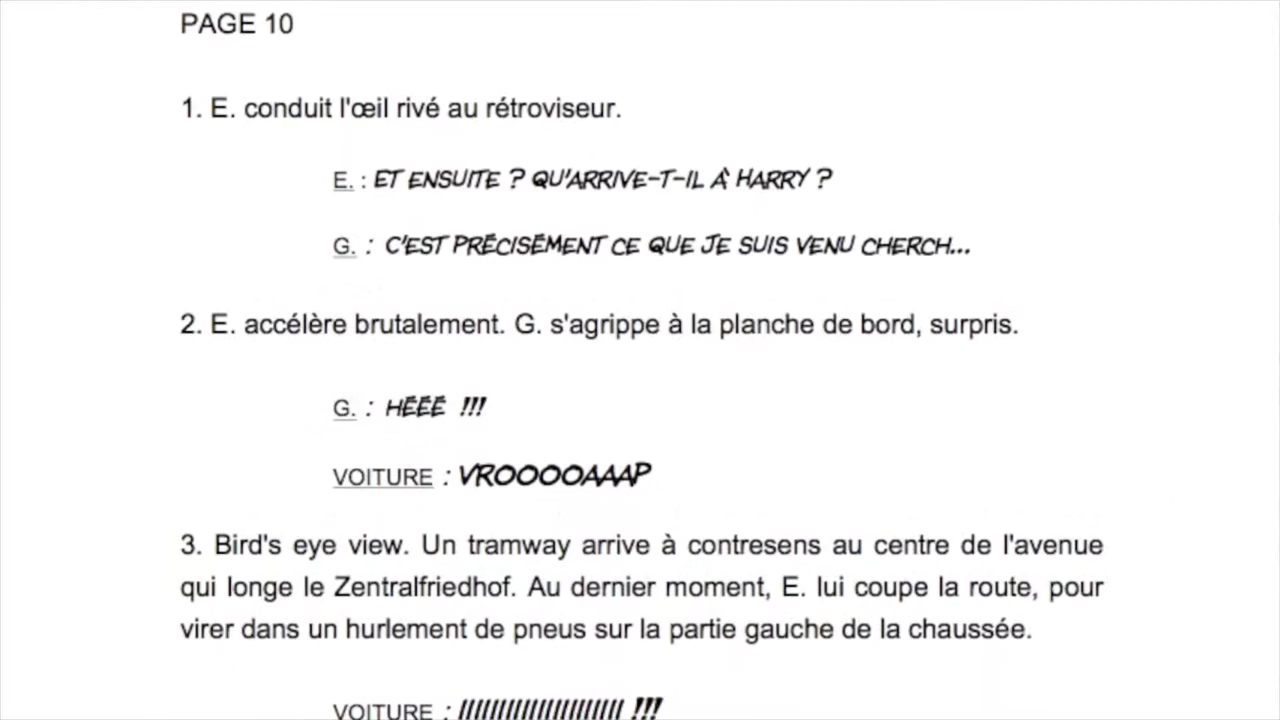 PAGE 10
1. E. conduit l'œil rivé au rétroviseur.
E. : ET ENSUITE ? QU'ARRIVE-T-IL À HARRY ?
G. : C'EST PRÉCISÉMENT CE QUE JE SUIS VENU CHERCH...
2. E. accélère brutalement. G. s'agrippe à la planche de bord, surpris.
G. : HÉÉÉ !!!
VOITURE : VROOOOAAAP
3. Bird's eye view. Un tramway arrive à contresens au centre de l'avenue
qui longe le Zentralfriedhof. Au dernier moment, E. lui coupe la route, pour
virer dans un hurlement de pneus sur la partie gauche de la chaussée.
VOITURE : IIIIIIIIIIIIIIIIIIIIII !!!